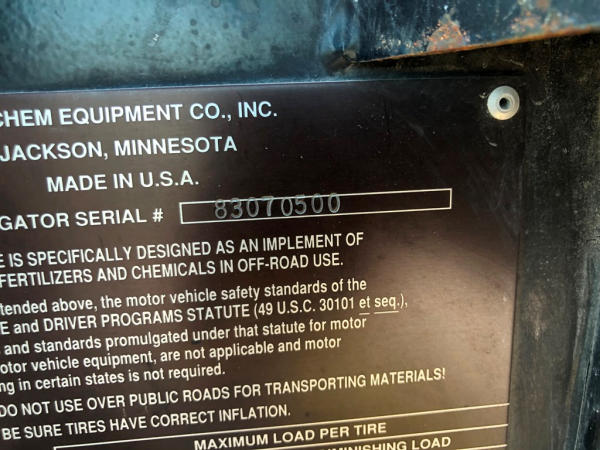 CHEM EQUIPMENT CO., INC.
JACKSON, MINNESOTA
MADE IN U.S.A.
GATOR SERIAL # 83070500
E IS SPECIFICALLY DESIGNED AS AN IMPLEMENT OF
FERTILIZERS AND CHEMICALS IN OFF-ROAD USE.
tended above, the motor vehicle safety standards of the
E and DRIVER PROGRAMS STATUTE (49 U.S.C. 30101 et seq.),
s and standards promulgated under that statute for motor
otor vehicle equipment, are not applicable and motor
ng in certain states is not required.
DO NOT USE OVER PUBLIC ROADS FOR TRANSPORTING MATERIALS!
BE SURE TIRES HAVE CORRECT INFLATION.
MAXIMUM LOAD PER TIRE
LOAD